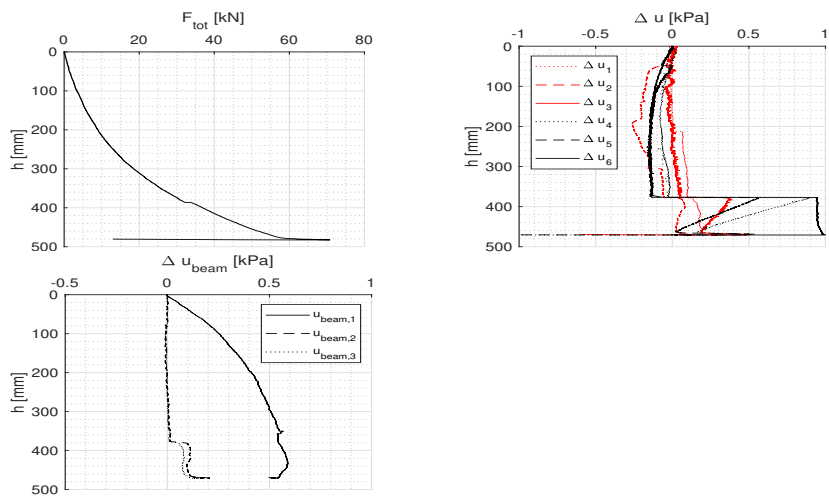 F_tot [kN]
0 20 40 60 80
0
100
200
300
400
500
h [mm]
Δ u [kPa]
-1 -0.5 0 0.5 1
0
100
200
300
400
500
h [mm]
Δ u_1
Δ u_2
Δ u_3
Δ u_4
Δ u_5
Δ u_6
Δ u_beam [kPa]
-0.5 0 0.5 1
0
100
200
300
400
500
h [mm]
u_beam,1
u_beam,2
u_beam,3